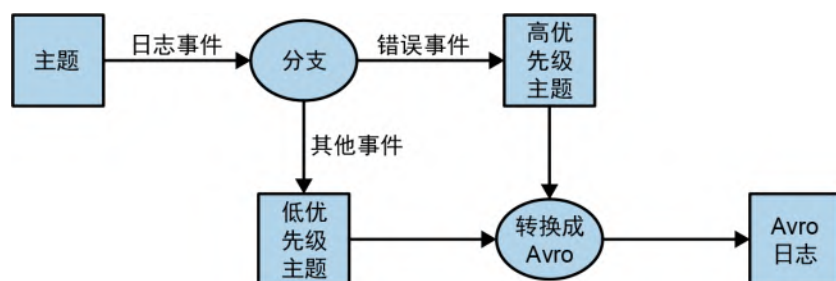 主题
日志事件
分支
错误事件
高优
先级
主题
其他事件
低优
先级
主题
转换成
Avro
Avro
日志